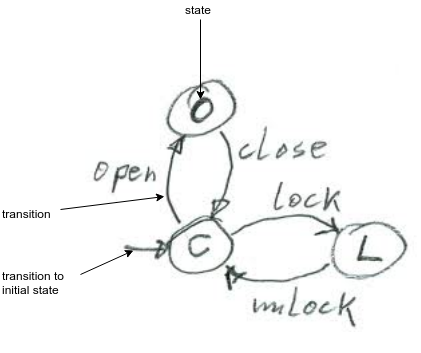 state
O
open
close
transition
lock
C
L
transition to
initial state
unlock